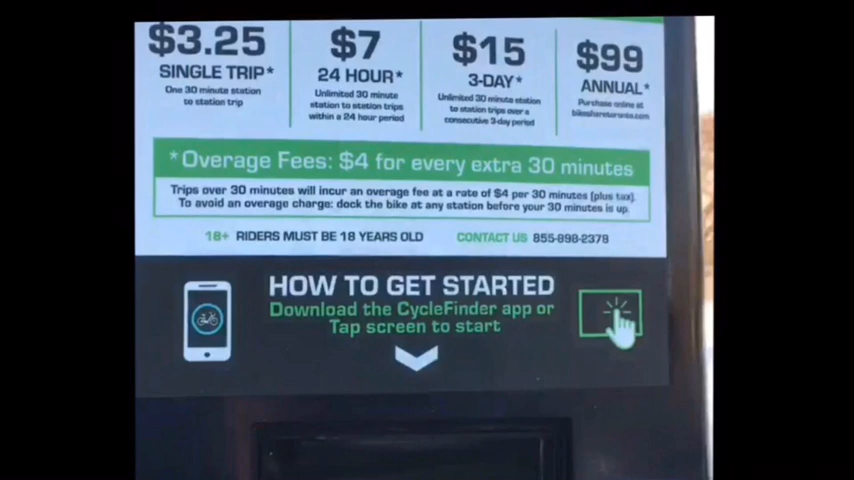 $3.25
SINGLE TRIP*
One 30 minute station
to station trip
$7
24 HOUR*
Unlimited 30 minute
station to station trips
within a 24 hour period
$15
3-DAY*
Unlimited 30 minute station
to station trips over a
consecutive 3-day period
$99
ANNUAL*
Purchase online at
bikesharetoronto.com
*Overage Fees: $4 for every extra 30 minutes
Trips over 30 minutes will incur an overage fee at a rate of $4 per 30 minutes (plus tax).
To avoid an overage charge: dock the bike at any station before your 30 minutes is up.
18+ RIDERS MUST BE 18 YEARS OLD
CONTACT US 855-898-2378
HOW TO GET STARTED
Download the CycleFinder app or
Tap screen to start